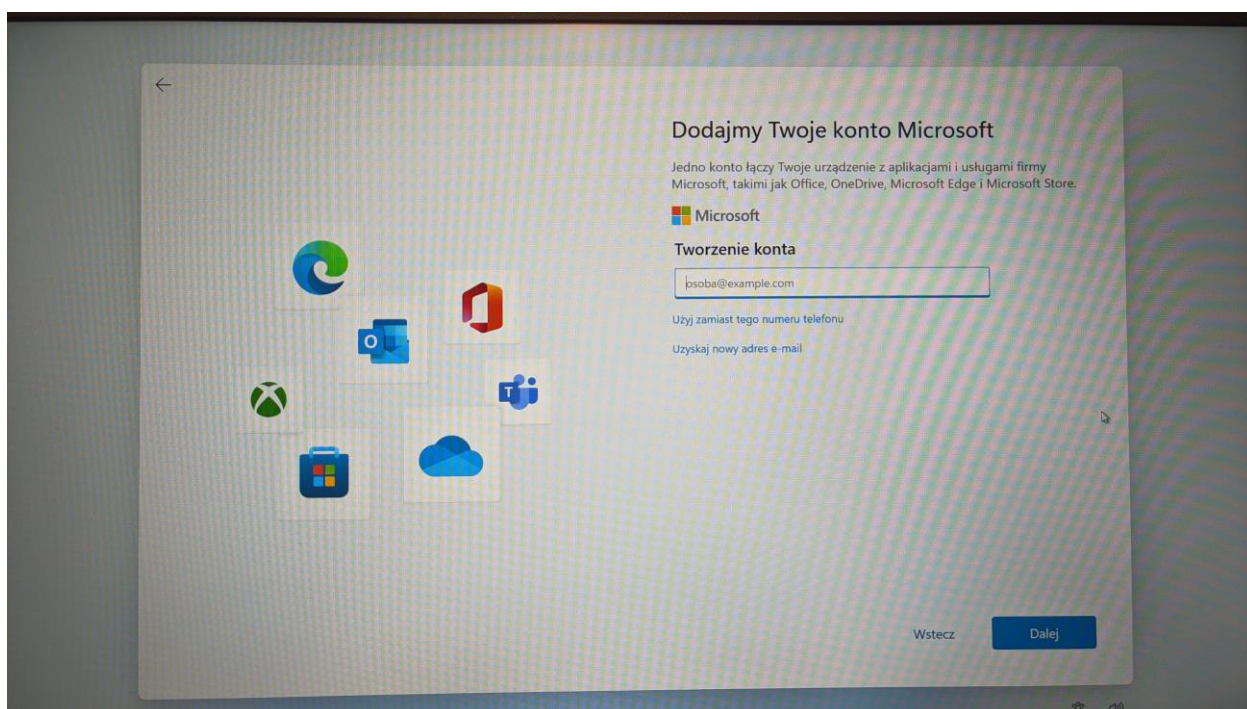 Dodajmy Twoje konto Microsoft
Jedno konto łączy Twoje urządzenie z aplikacjami i usługami firmy
Microsoft, takimi jak Office, OneDrive, Microsoft Edge i Microsoft Store.
Microsoft
Tworzenie konta
osoba@example.com
Użyj zamiast tego numeru telefonu
Uzyskaj nowy adres e-mail
O
T
Wstecz
Dalej